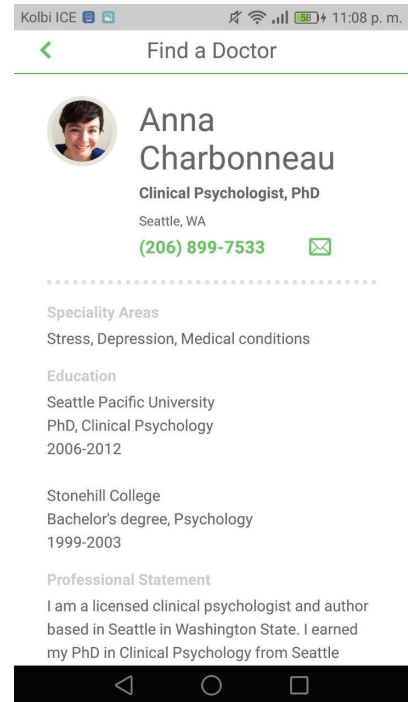 Kolbi ICE 58 11:08 p. m.
Find a Doctor
Anna
Charbonneau
Clinical Psychologist, PhD
Seattle, WA
(206) 899-7533
Speciality Areas
Stress, Depression, Medical conditions
Education
Seattle Pacific University
PhD, Clinical Psychology
2006-2012
Stonehill College
Bachelor's degree, Psychology
1999-2003
Professional Statement
I am a licensed clinical psychologist and author
based in Seattle in Washington State. I earned
my PhD in Clinical Psychology from Seattle